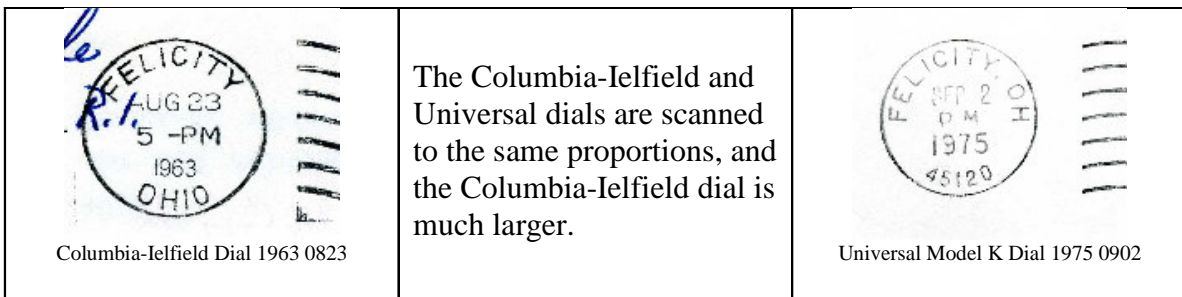 le
R.I.
FELICITY
AUG 23
5 -PM
1963
OHIO
Columbia-Ielfield Dial 1963 0823
The Columbia-Ielfield and
Universal dials are scanned
to the same proportions, and
the Columbia-Ielfield dial is
much larger.
FELICITY, OH
SEP 2
PM
1975
45120
Universal Model K Dial 1975 0902